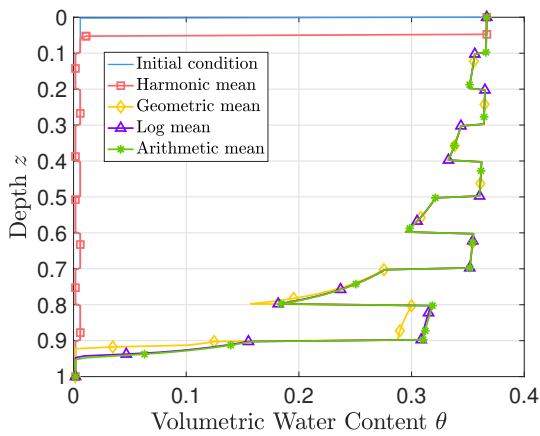 0
0.1
0.2
0.3
0.4
0.5
0.6
0.7
0.8
0.9
1
Depth z
Initial condition
Harmonic mean
Geometric mean
Log mean
Arithmetic mean
0 0.1 0.2 0.3 0.4
Volumetric Water Content θ